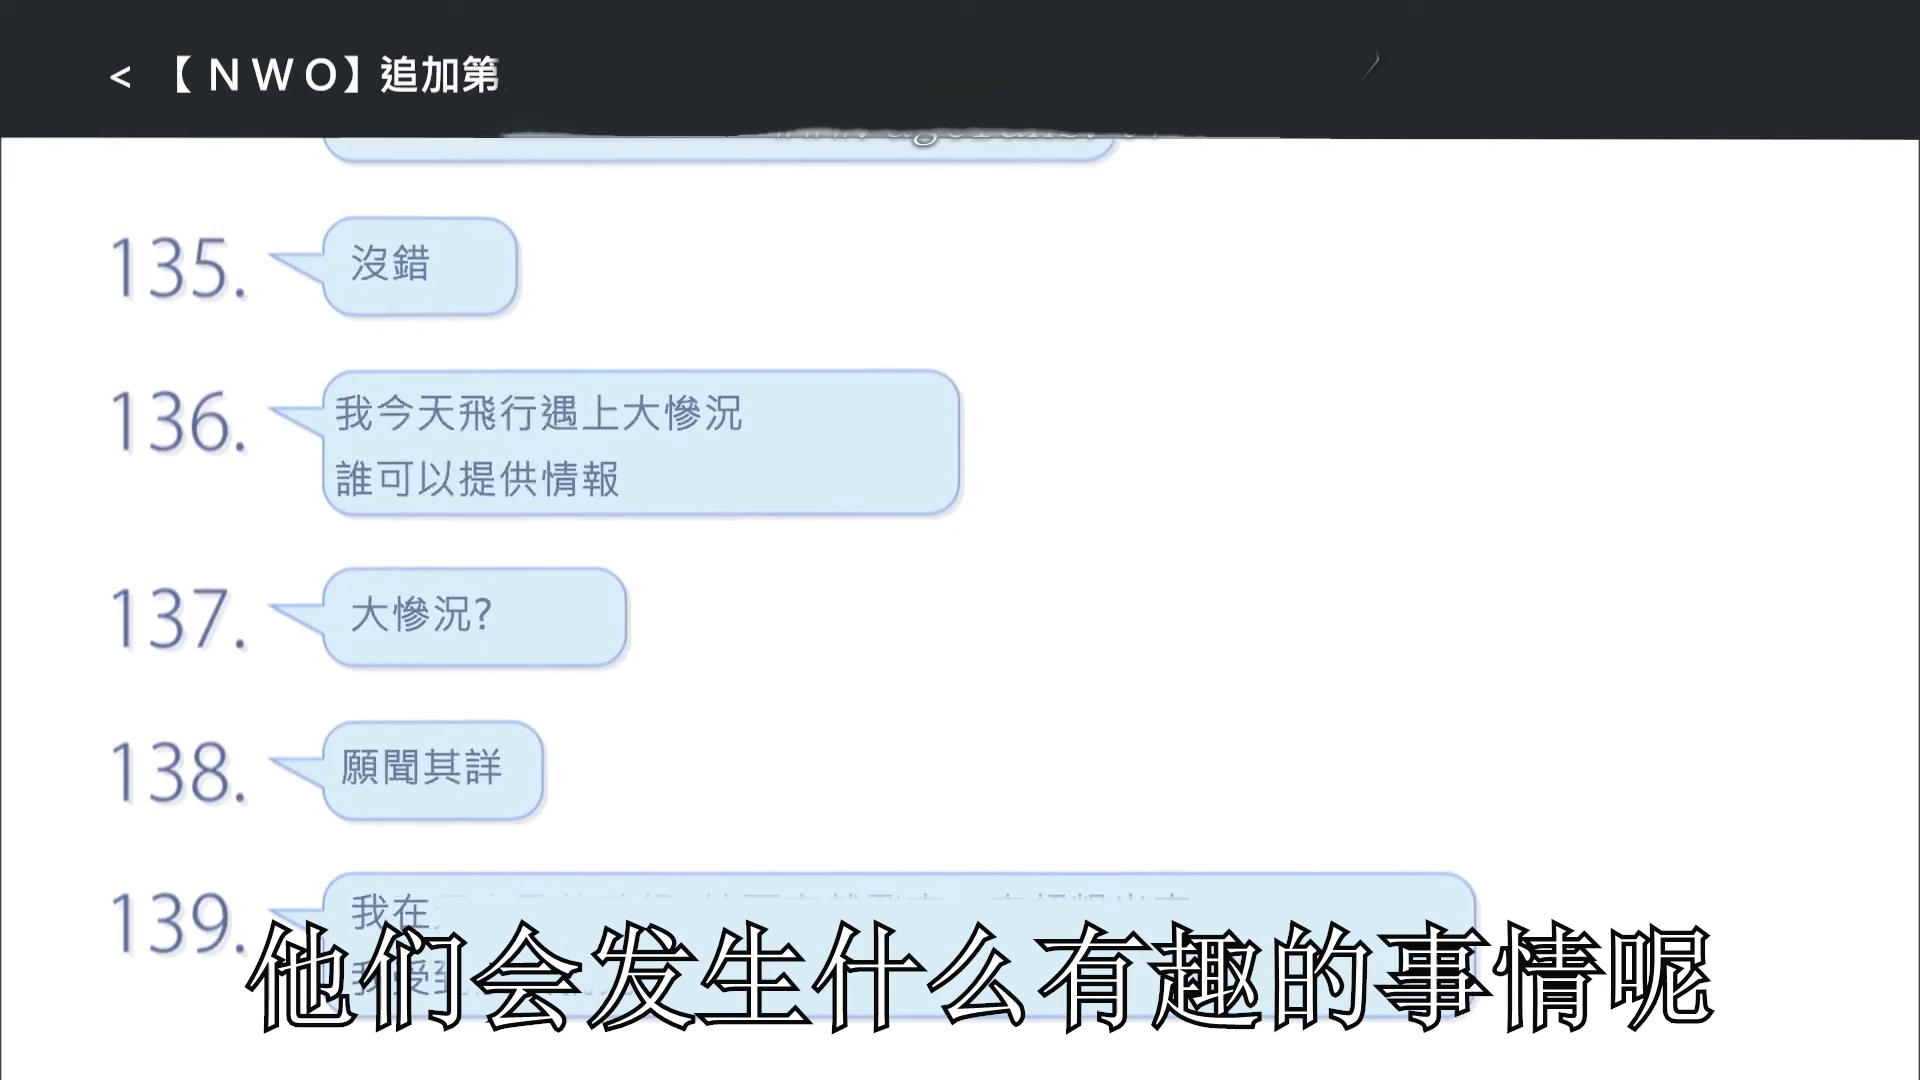 < 【NWO】追加第
135. 沒錯
136. 我今天飛行遇上大慘況
誰可以提供情報
137. 大慘況?
138. 願聞其詳
139. 我在
他们会发生什么有趣的事情呢